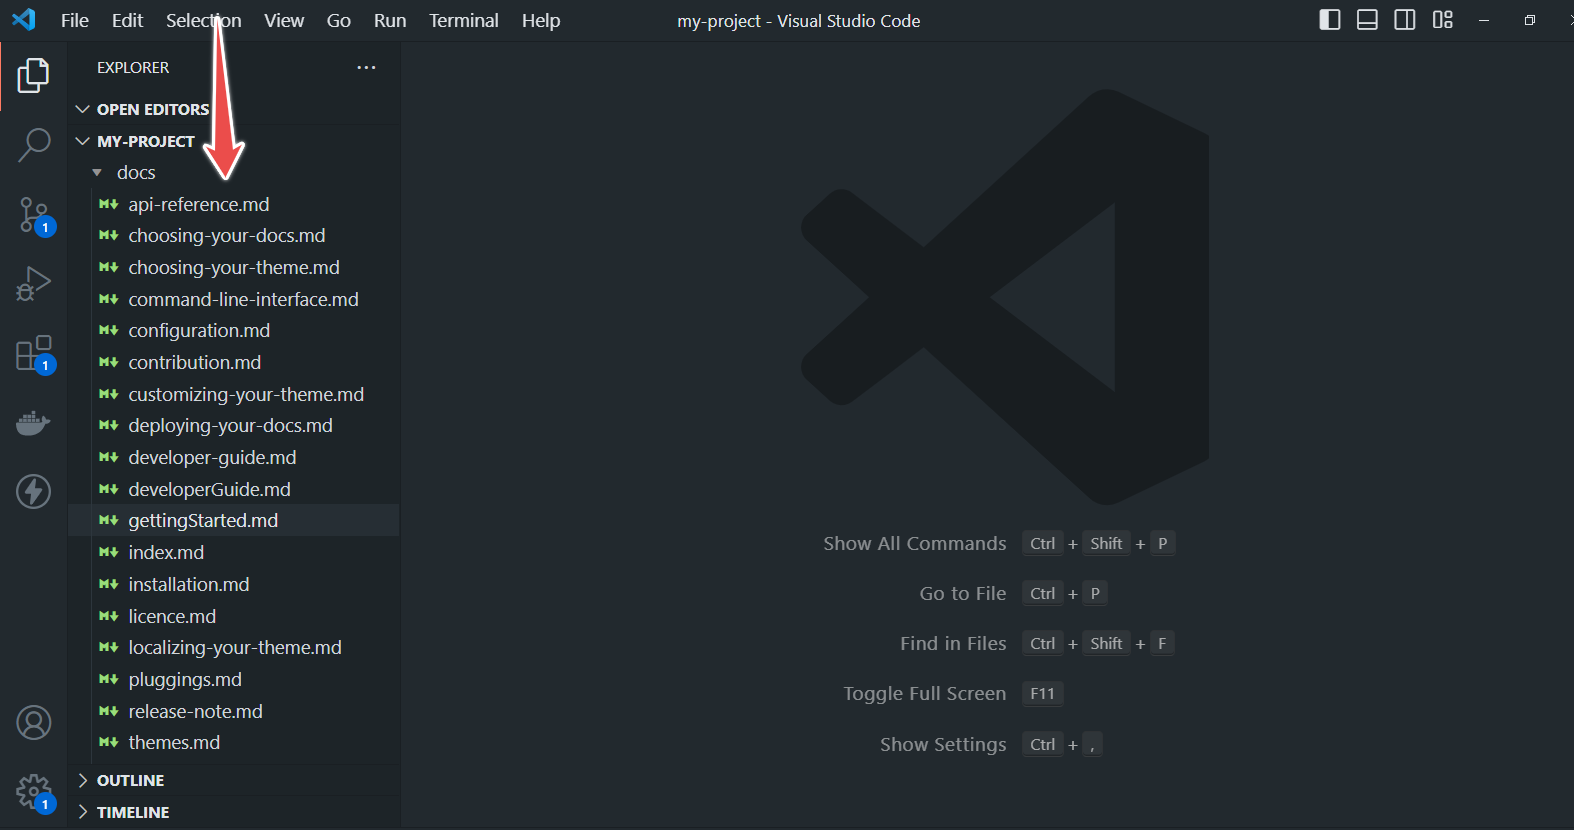 File Edit Selection View Go Run Terminal Help my-project - Visual Studio Code
EXPLORER
OPEN EDITORS
MY-PROJECT
docs
api-reference.md
choosing-your-docs.md
choosing-your-theme.md
command-line-interface.md
configuration.md
contribution.md
customizing-your-theme.md
deploying-your-docs.md
developer-guide.md
developerGuide.md
gettingStarted.md
index.md
installation.md
licence.md
localizing-your-theme.md
pluggings.md
release-note.md
themes.md
OUTLINE
TIMELINE
1
1
1
Show All Commands Ctrl + Shift + P
Go to File Ctrl + P
Find in Files Ctrl + Shift + F
Toggle Full Screen F11
Show Settings Ctrl + ,